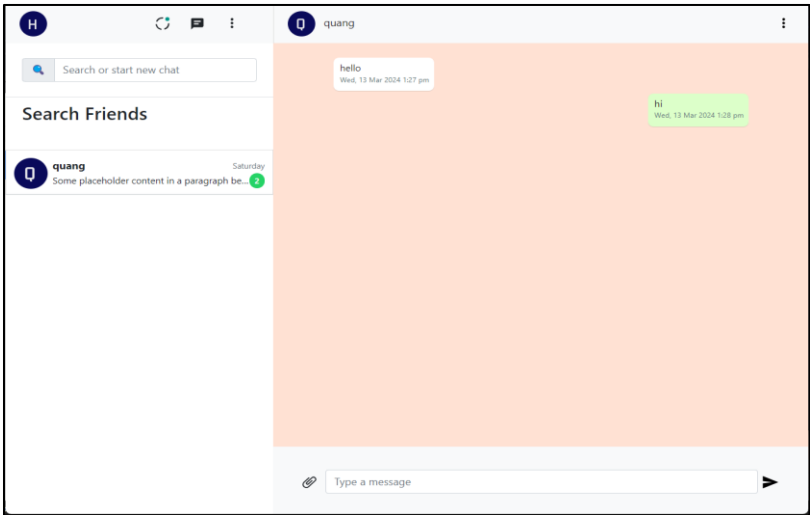 H
Search or start new chat
Search Friends
Q
quang
Saturday
Some placeholder content in a paragraph be...
2
Q
quang
hello
Wed, 13 Mar 2024 1:27 pm
hi
Wed, 13 Mar 2024 1:28 pm
Type a message